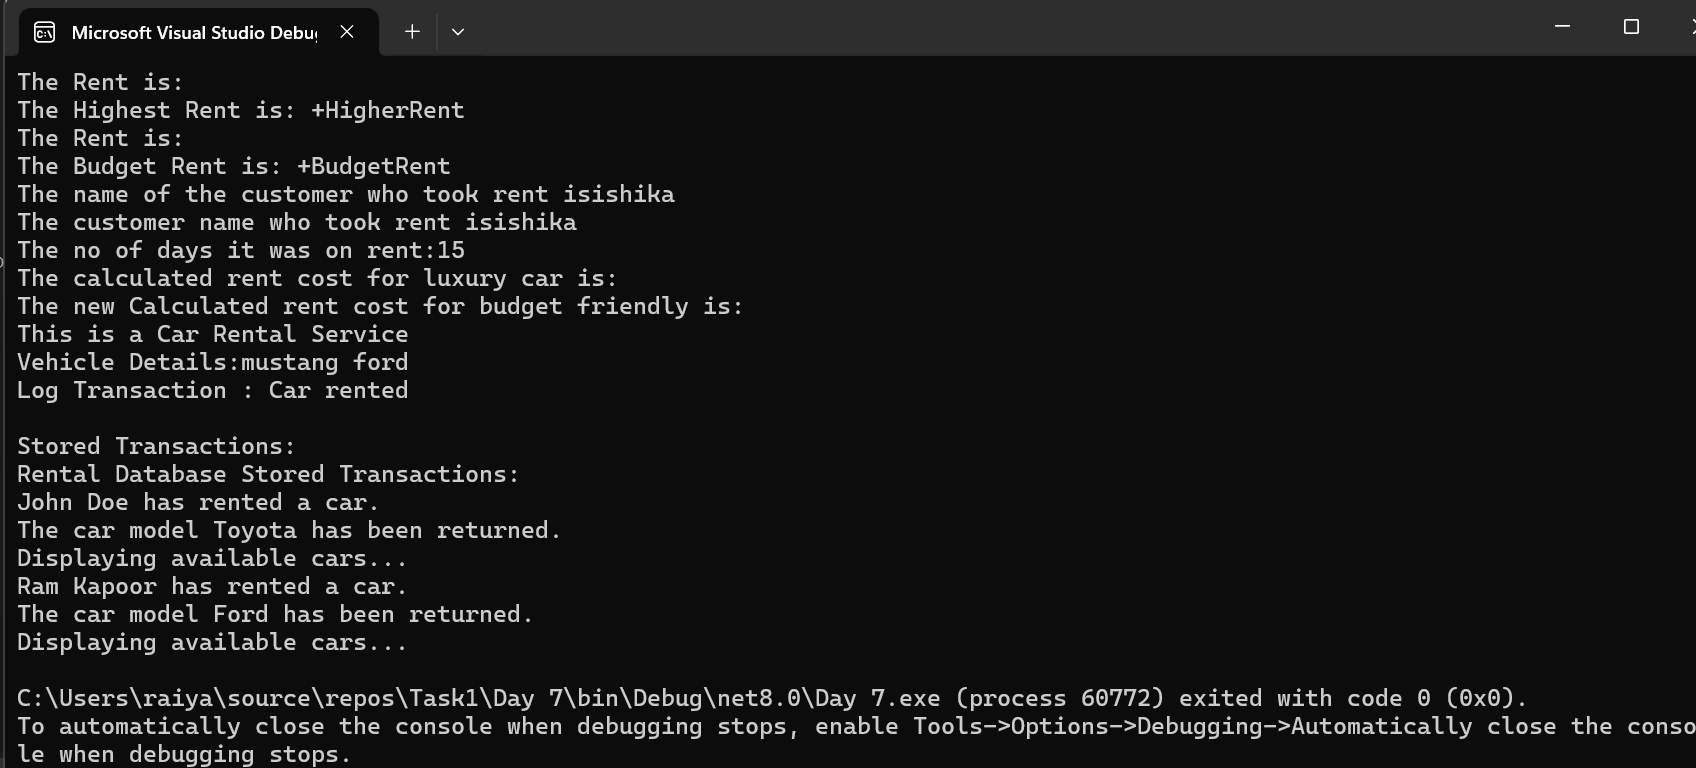 Microsoft Visual Studio Debu
The Rent is:
The Highest Rent is: +HigherRent
The Rent is:
The Budget Rent is: +BudgetRent
The name of the customer who took rent isishika
The customer name who took rent isishika
The no of days it was on rent:15
The calculated rent cost for luxury car is:
The new Calculated rent cost for budget friendly is:
This is a Car Rental Service
Vehicle Details:mustang ford
Log Transaction : Car rented
Stored Transactions:
Rental Database Stored Transactions:
John Doe has rented a car.
The car model Toyota has been returned.
Displaying available cars...
Ram Kapoor has rented a car.
The car model Ford has been returned.
Displaying available cars...
C:\Users\raiya\source\repos\Task1\Day 7\bin\Debug\net8.0\Day 7.exe (process 60772) exited with code 0 (0x0).
To automatically close the console when debugging stops, enable Tools->Options->Debugging->Automatically close the conso
le when debugging stops.